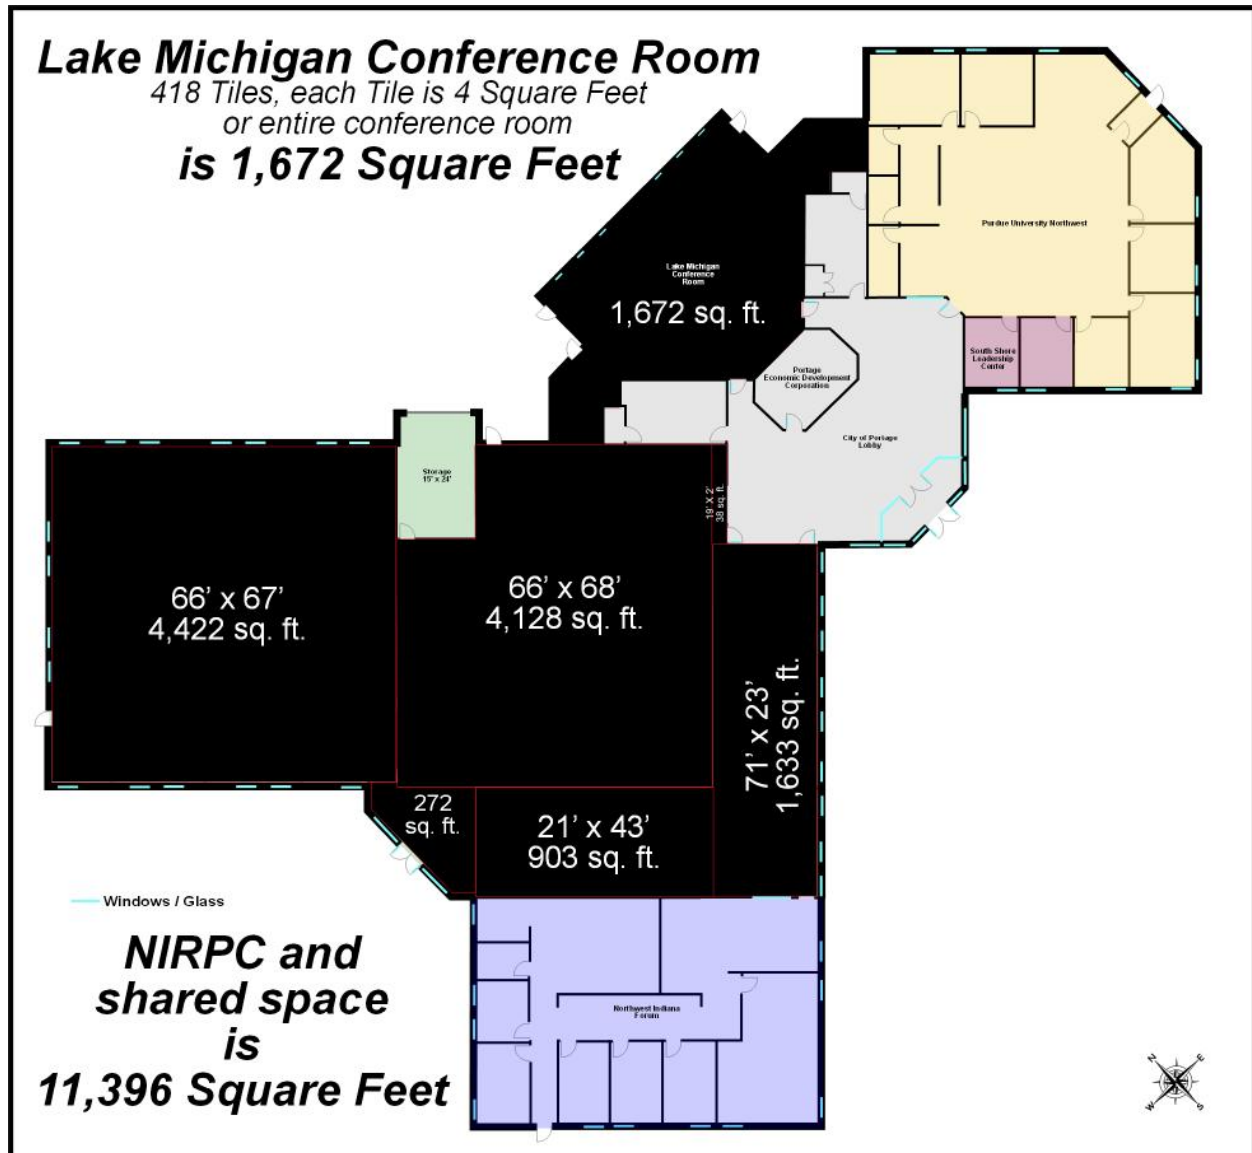 Lake Michigan Conference Room
418 Tiles, each Tile is 4 Square Feet
or entire conference room
is 1,672 Square Feet
Purdue University Northwest
Lake Michigan
Conference
Room
1,672 sq. ft.
South Shore
Leadership
Center
Portage
Economic Development
Corporation
City of Portage
Lobby
Storage
15' x 24'
19' X 2'
38 sq. ft.
66' x 67'
4,422 sq. ft.
66' x 68'
4,128 sq. ft.
71' x 23'
1,633 sq. ft.
272
sq. ft.
21' x 43'
903 sq. ft.
Windows / Glass
NIRPC and
shared space
is
11,396 Square Feet
Northwest Indiana
Forum
N
E
W
S